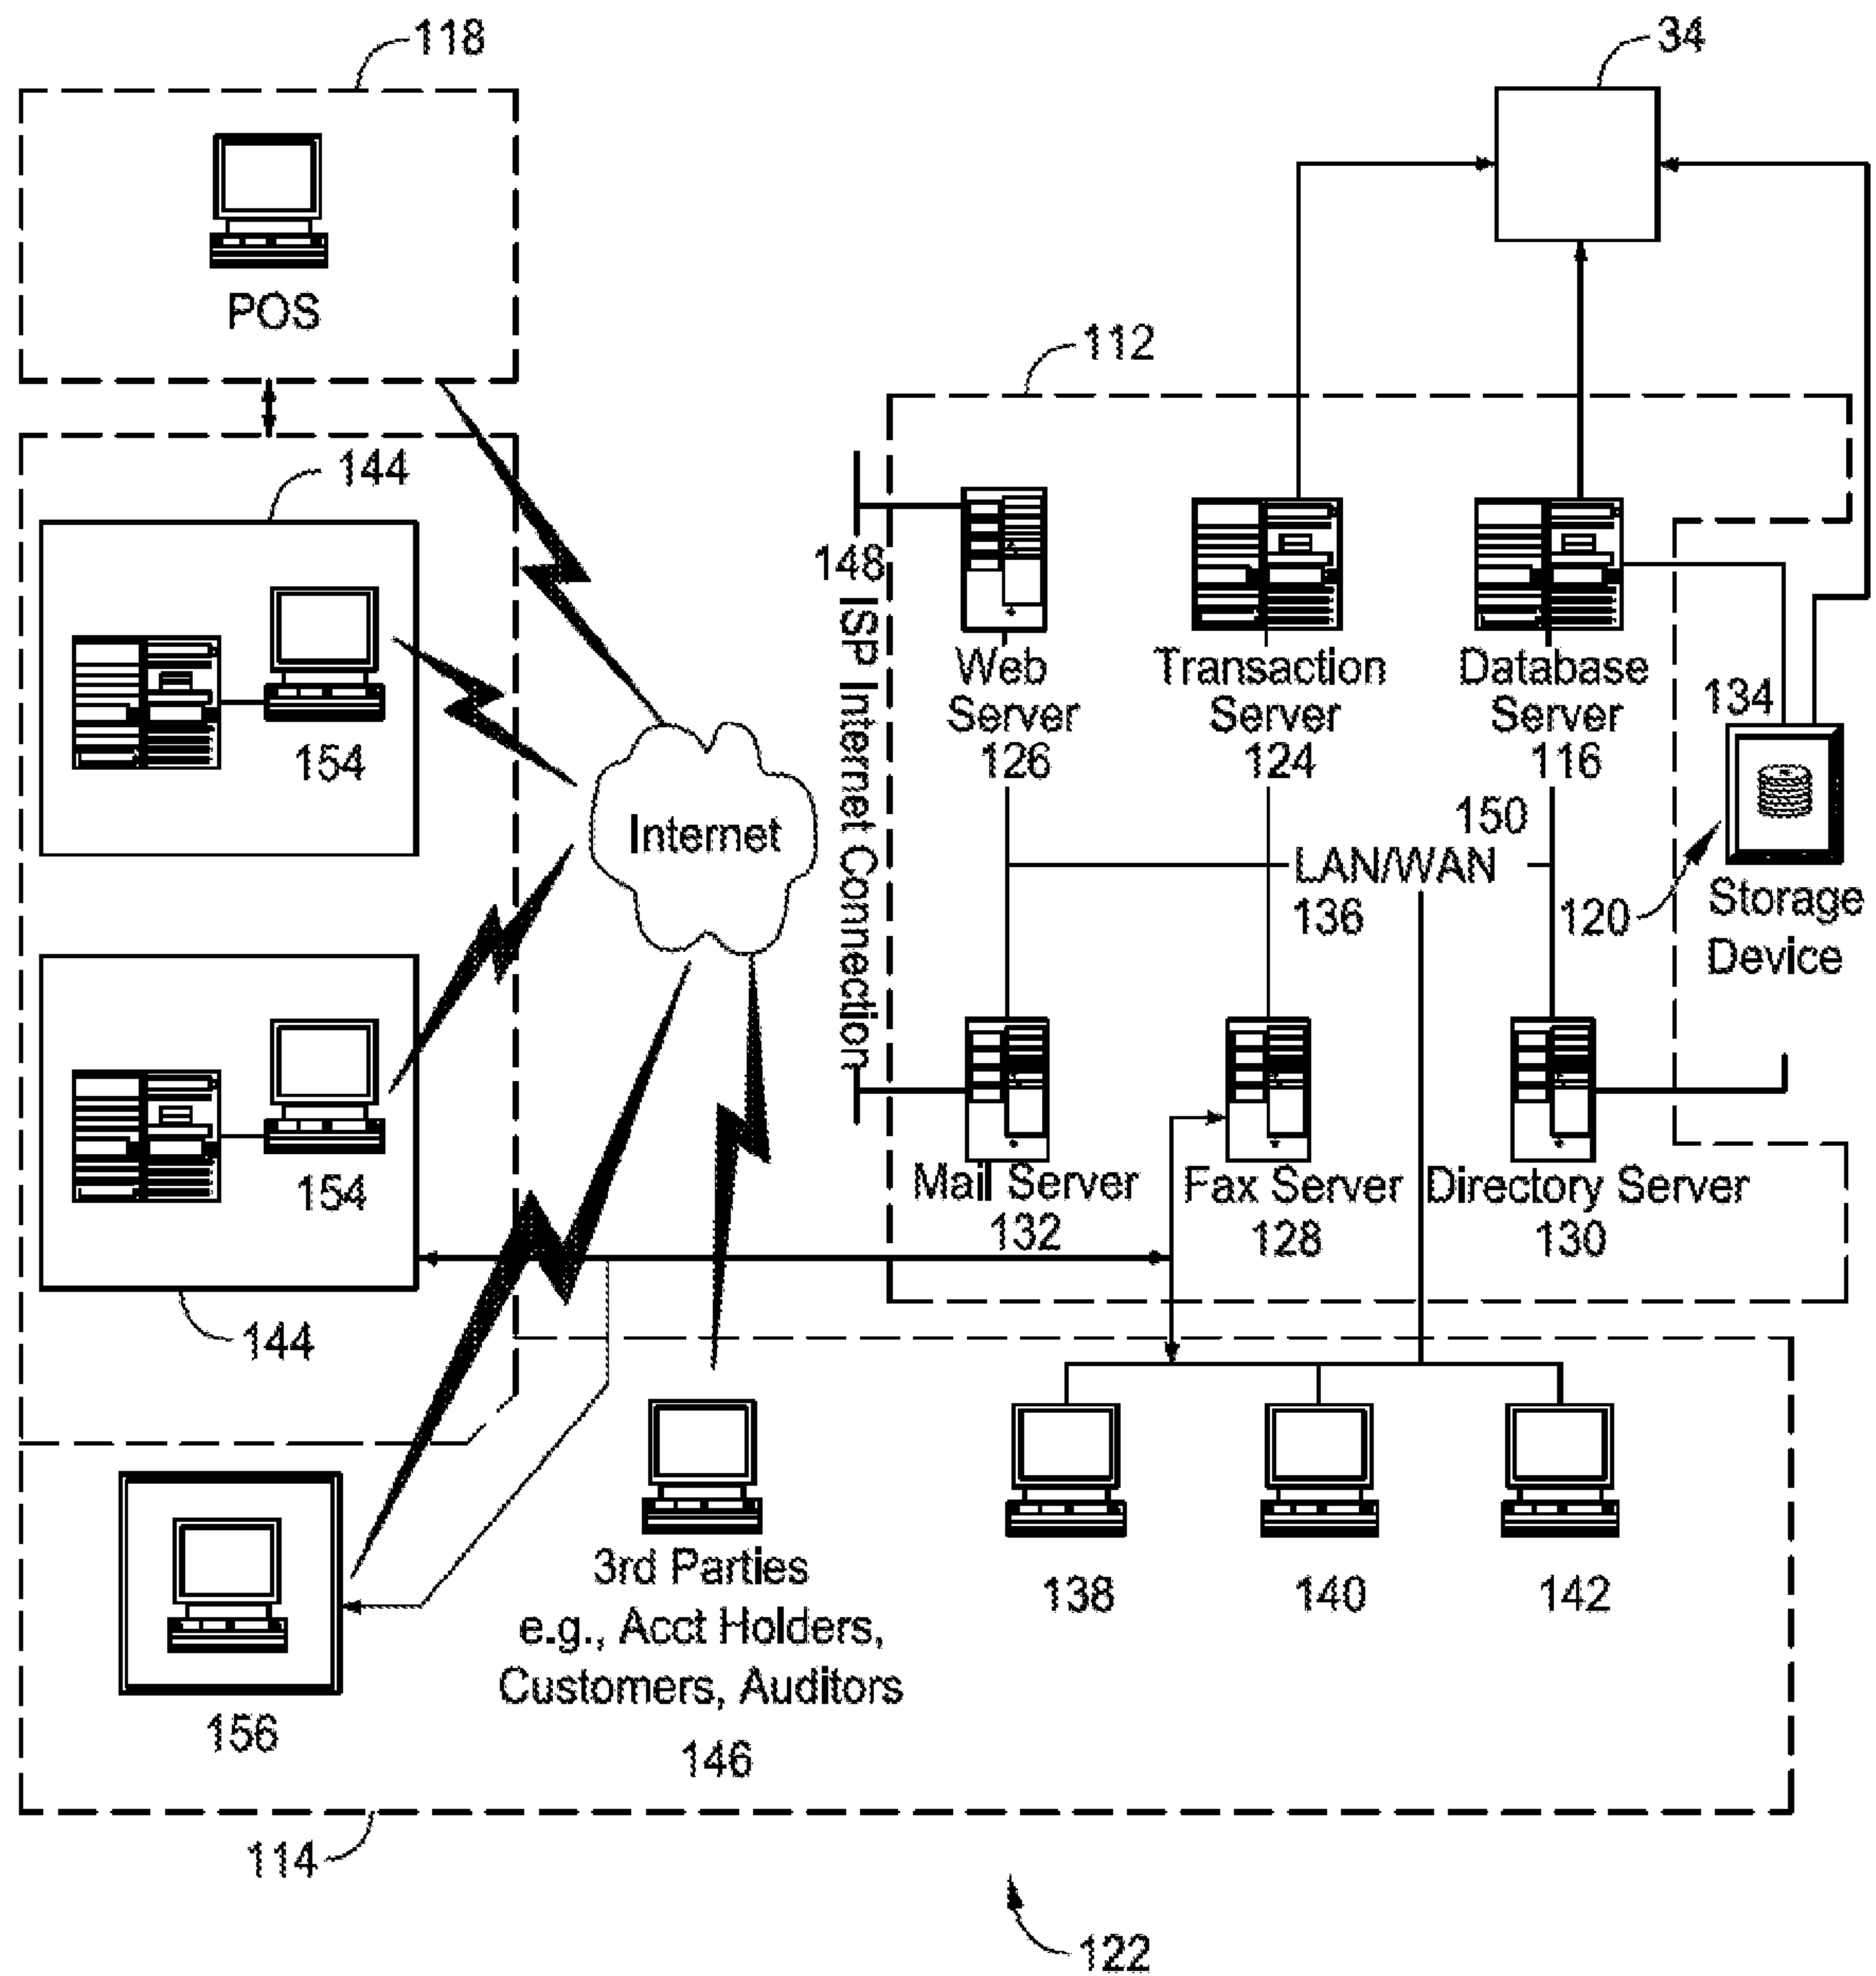 118
34
POS
112
144
148 ISP Internet Connection
Web
Server
126
Transaction
Server
124
Database
Server
116
134
154
Internet
150
LAN/WAN
136
120
Storage
Device
154
Mail Server
132
Fax Server
128
Directory Server
130
144
3rd Parties
e.g., Acct Holders,
Customers, Auditors
146
138
140
142
156
114
122